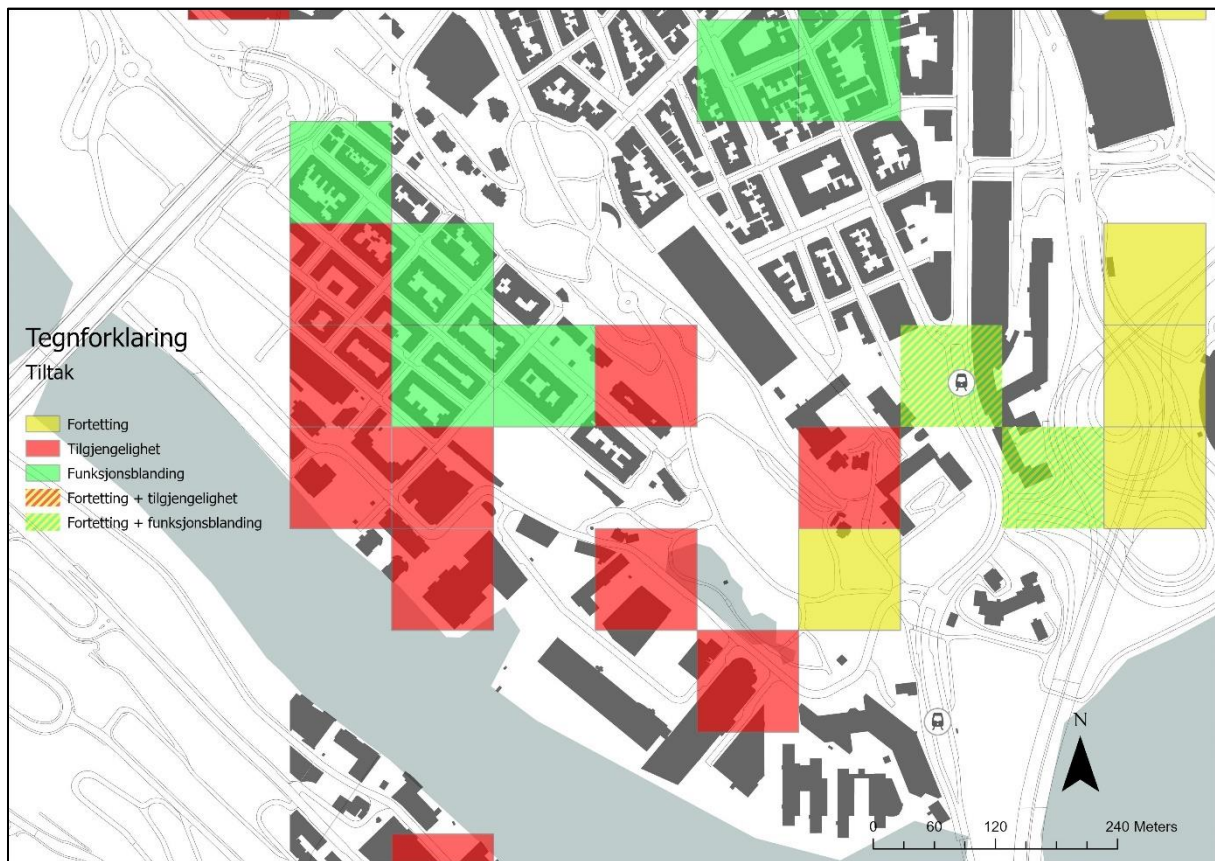 Tegnforklaring
Tiltak
Fortetting
Tilgjengelighet
Funksjonsblanding
Fortetting + tilgjengelighet
Fortetting + funksjonsblanding
N
0 60 120 240 Meters